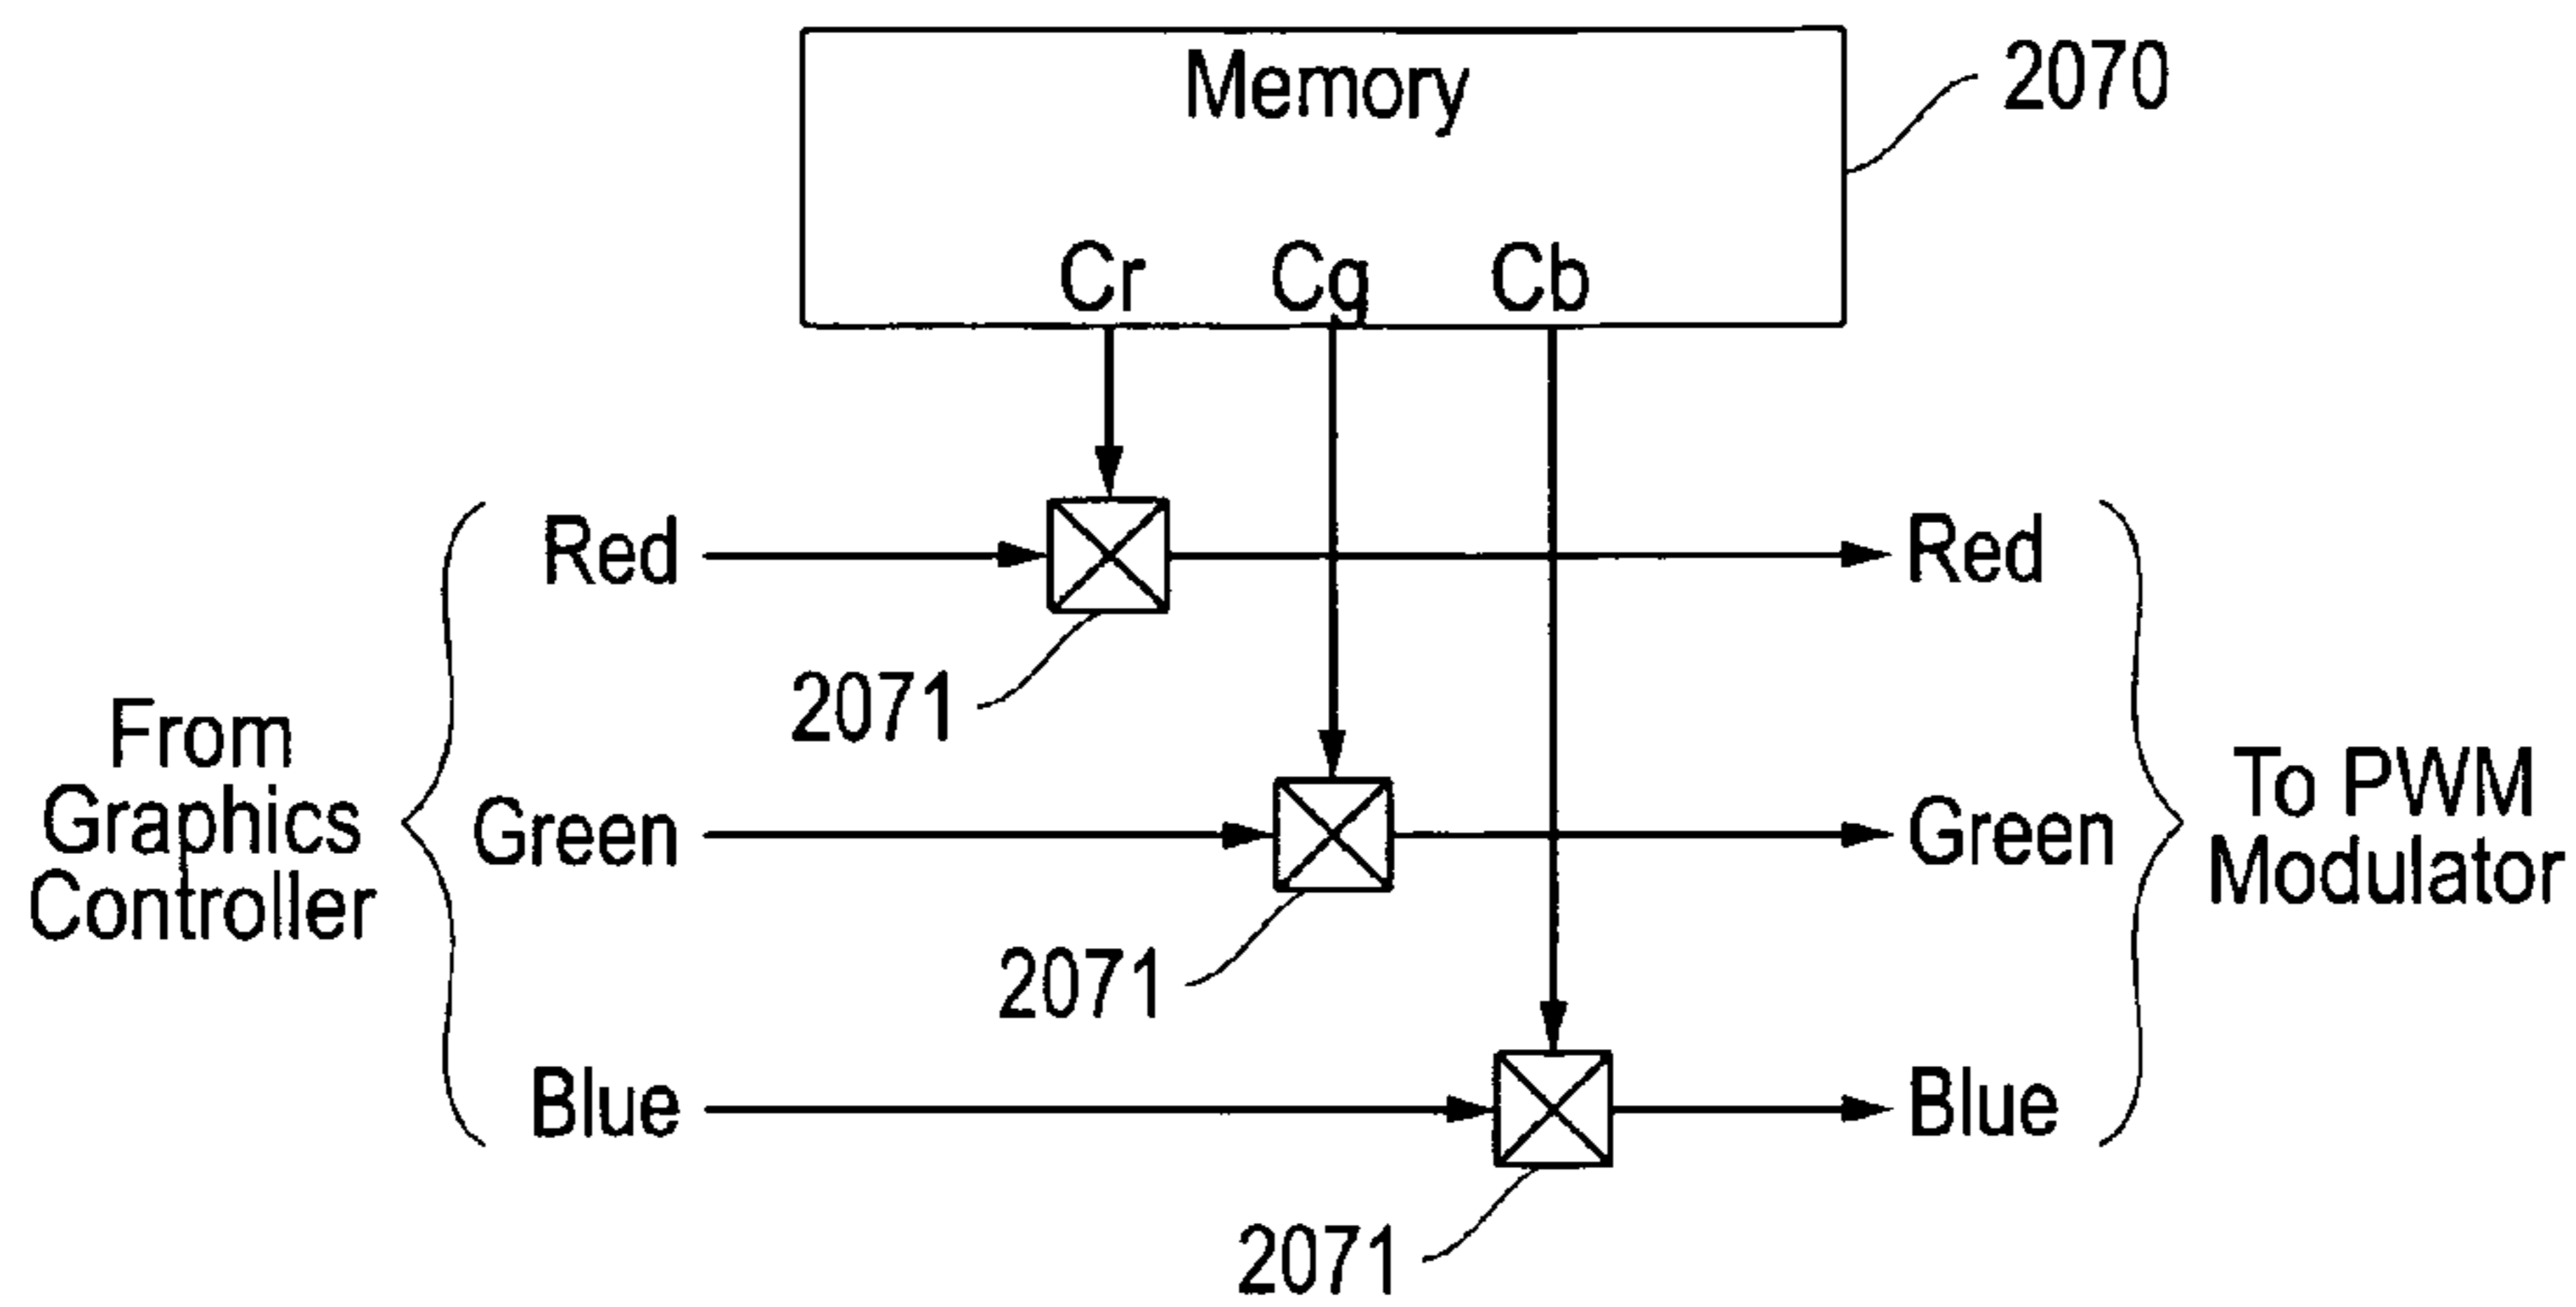 Memory
2070
Cr Cg Cb
Red Red
2071
From
Graphics
Controller
Green Green
To PWM
Modulator
2071
Blue Blue
2071